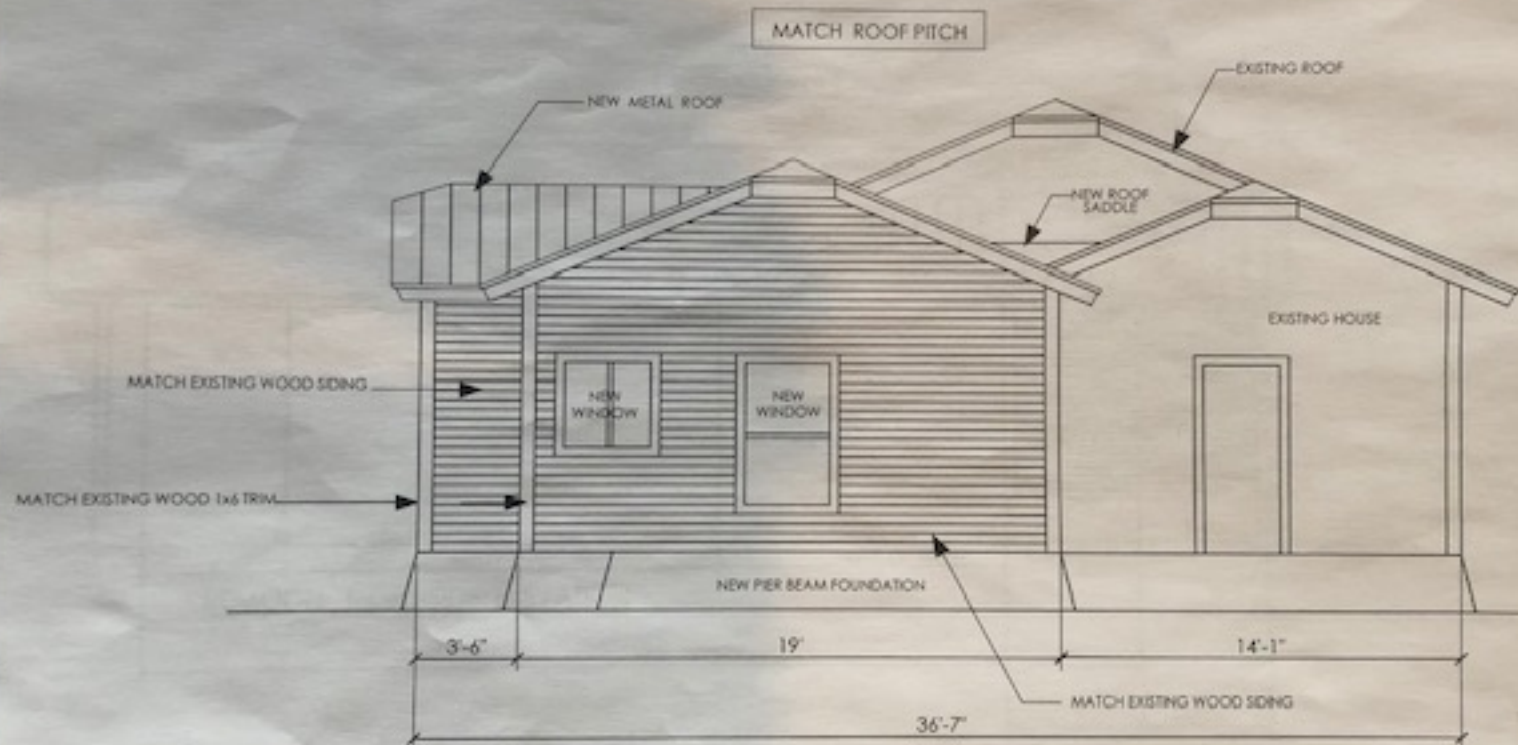 MATCH ROOF PITCH
EXISTING ROOF
NEW METAL ROOF
NEW ROOF
SADDLE
EXISTING HOUSE
MATCH EXISTING WOOD SIDING
NEW
WINDOW
NEW
WINDOW
MATCH EXISTING WOOD 1x6 TRIM
NEW PIER BEAM FOUNDATION
3'-6"
19'
14'-1"
MATCH EXISTING WOOD SIDING
36'-7"